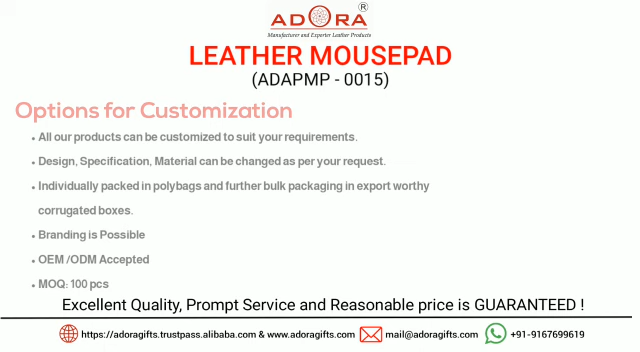 ADORA®
Manufacturer and Exporter Leather Products
LEATHER MOUSEPAD
(ADAPMP - 0015)
Options for Customization
• All our products can be customized to suit your requirements.
• Design, Specification, Material can be changed as per your request.
• Individually packed in polybags and further bulk packaging in export worthy
corrugated boxes.
• Branding is Possible
• OEM /ODM Accepted
• MOQ: 100 pcs
Excellent Quality, Prompt Service and Reasonable price is GUARANTEED !
https://adoragifts.trustpass.alibaba.com & www.adoragifts.com mail@adoragifts.com +91-9167699619